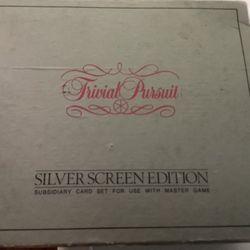 Trivial Pursuit
SILVER SCREEN EDITION
SUBSIDIARY CARD SET FOR USE WITH MASTER GAME